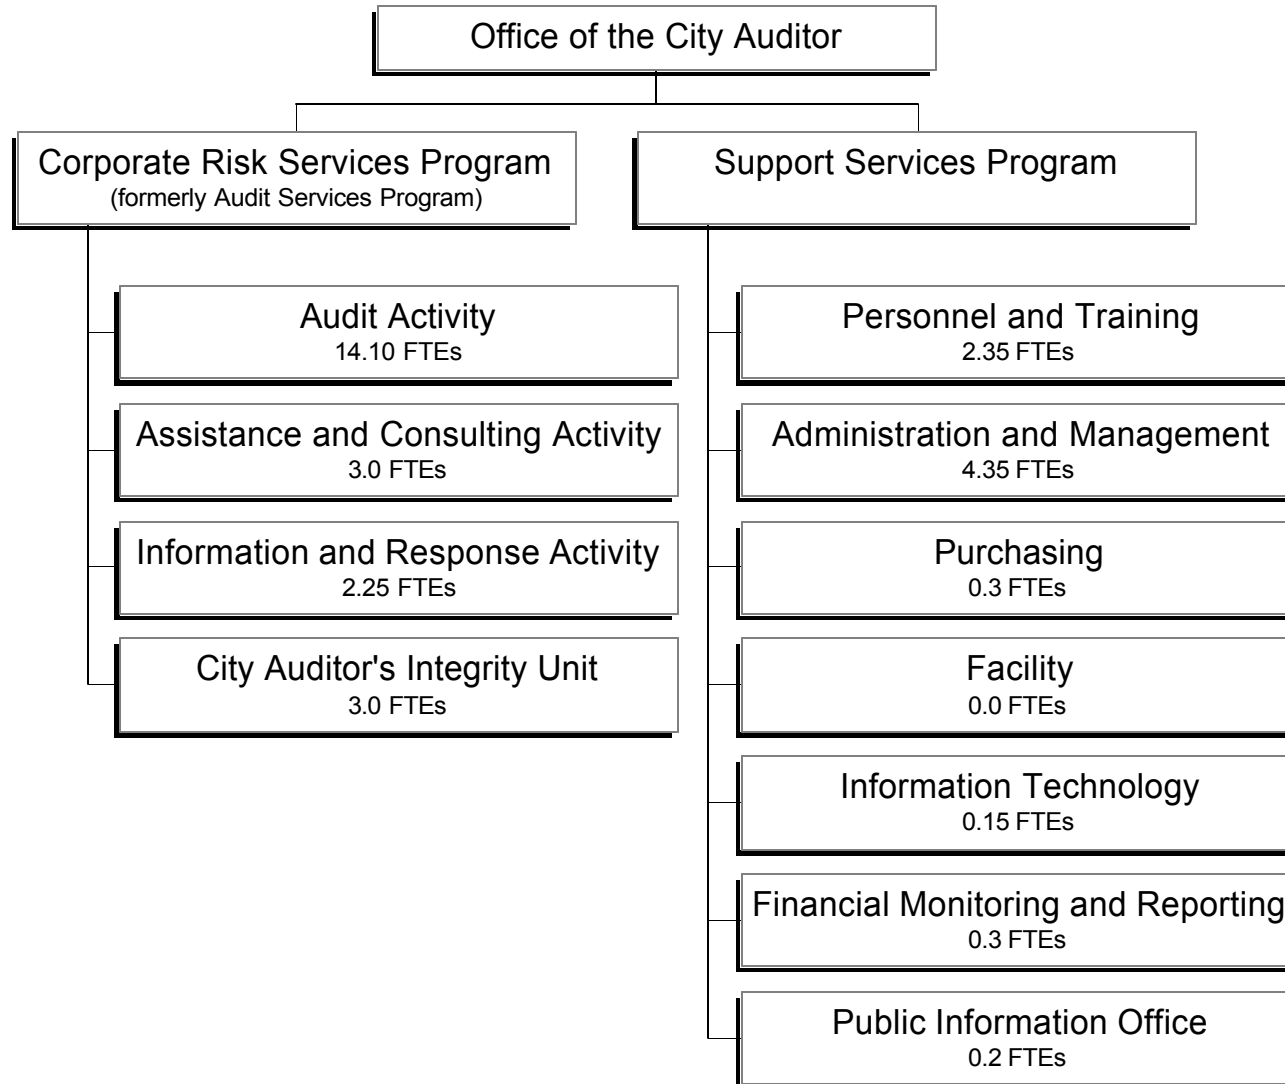 Office of the City Auditor
Corporate Risk Services Program
(formerly Audit Services Program)
Support Services Program
Audit Activity
14.10 FTEs
Assistance and Consulting Activity
3.0 FTEs
Information and Response Activity
2.25 FTEs
City Auditor's Integrity Unit
3.0 FTEs
Personnel and Training
2.35 FTEs
Administration and Management
4.35 FTEs
Purchasing
0.3 FTEs
Facility
0.0 FTEs
Information Technology
0.15 FTEs
Financial Monitoring and Reporting
0.3 FTEs
Public Information Office
0.2 FTEs